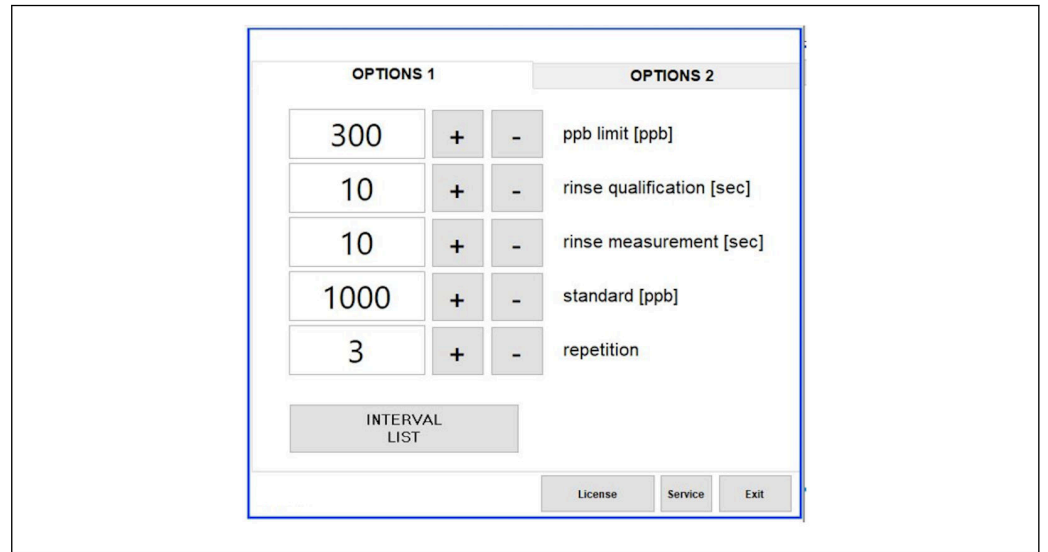 OPTIONS 1 OPTIONS 2
300 + - ppb limit [ppb]
10 + - rinse qualification [sec]
10 + - rinse measurement [sec]
1000 + - standard [ppb]
3 + - repetition
INTERVAL
LIST
License Service Exit